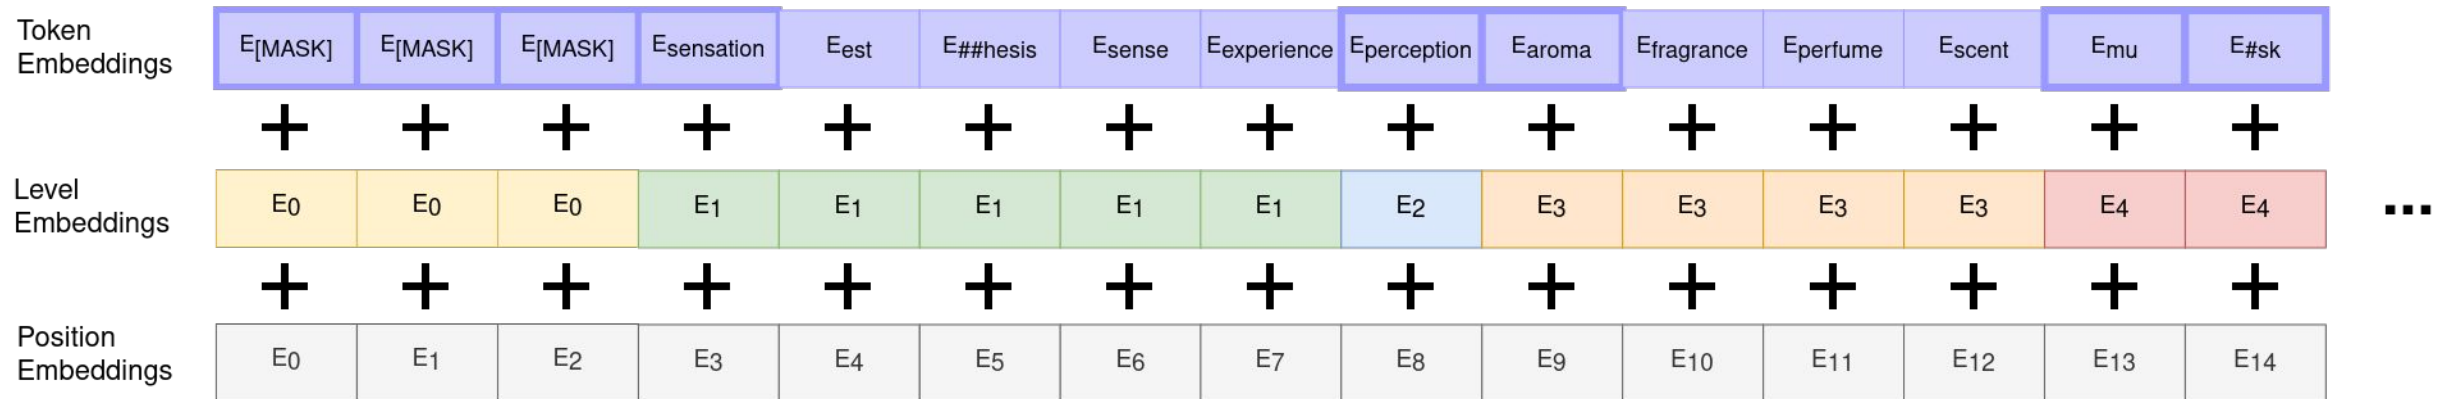 Token
Embeddings
E[MASK] E[MASK] E[MASK] Esensation Eest E##hesis Esense Eexperience Eperception Earoma Efragrance Eperfume Escent Emu E#sk
+ + + + + + + + + + + + + + +
Level
Embeddings
E0 E0 E0 E1 E1 E1 E1 E1 E2 E3 E3 E3 E3 E4 E4 ...
+ + + + + + + + + + + + + + +
Position
Embeddings
E0 E1 E2 E3 E4 E5 E6 E7 E8 E9 E10 E11 E12 E13 E14